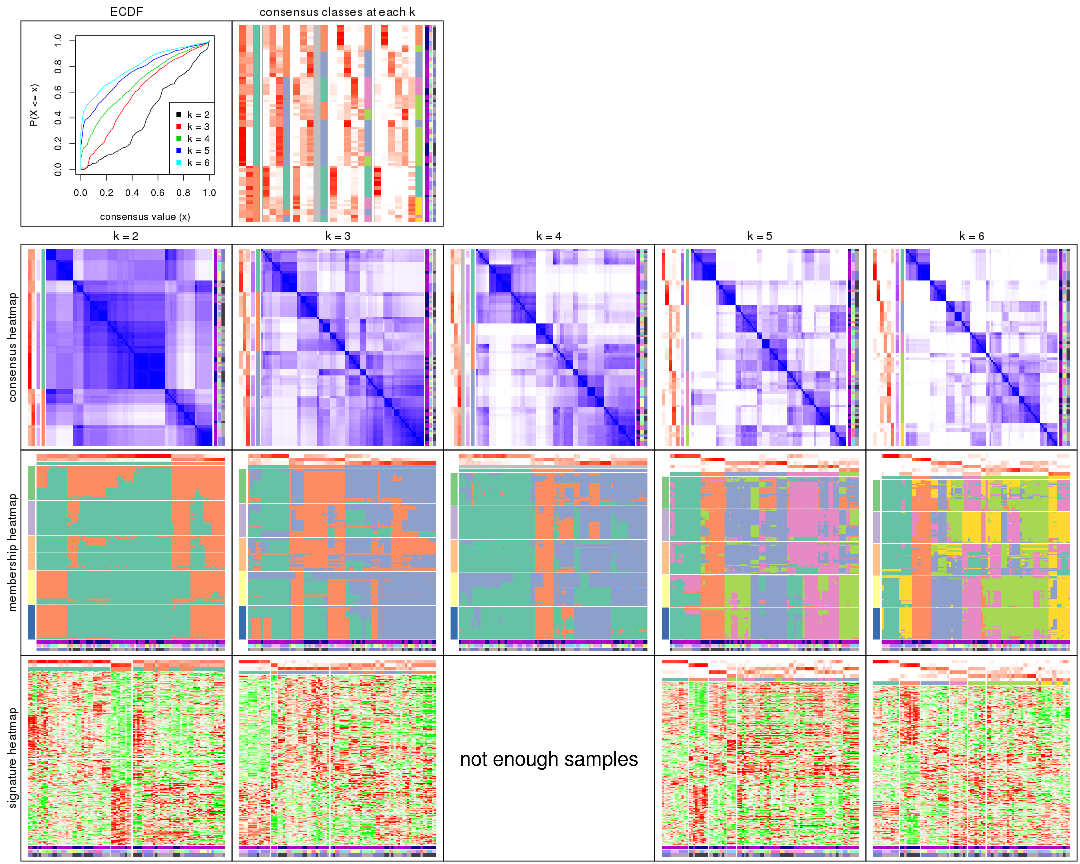 ECDF
consensus classes at each k
P(X <= x)
0.0 0.2 0.4 0.6 0.8 1.0
k = 2
k = 3
k = 4
k = 5
k = 6
0.0 0.2 0.4 0.6 0.8 1.0
consensus value (x)
k = 2
k = 3
k = 4
k = 5
k = 6
consensus heatmap
membership heatmap
signature heatmap
not enough samples